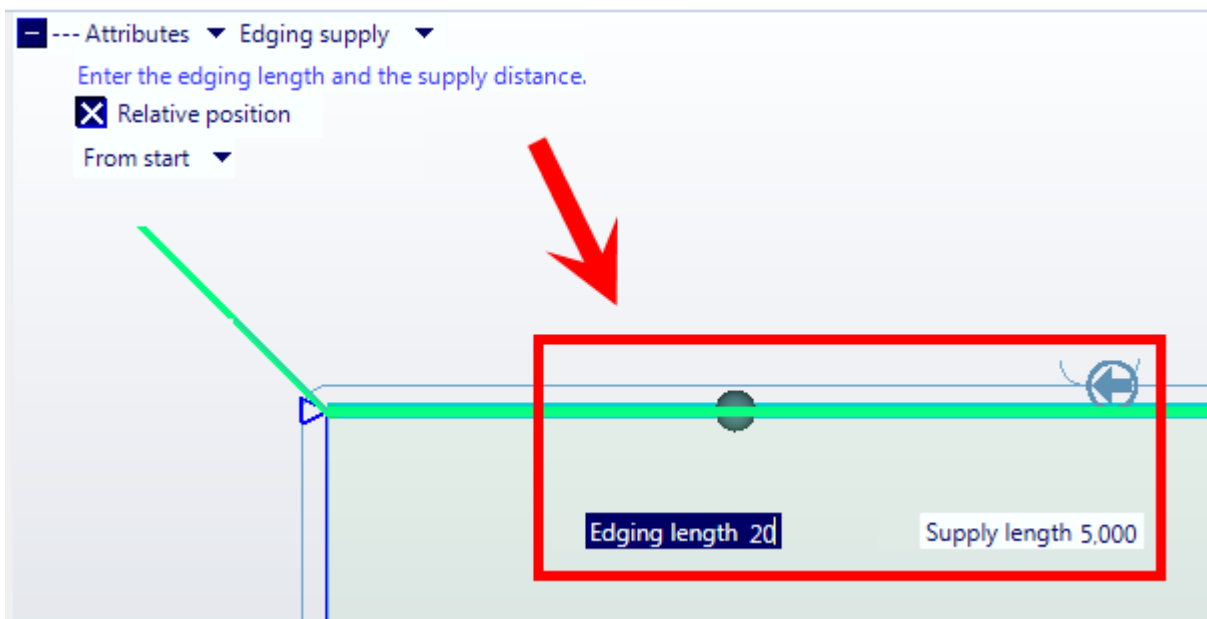 --- Attributes Edging supply
Enter the edging length and the supply distance.
Relative position
From start
Edging length 20 Supply length 5,000